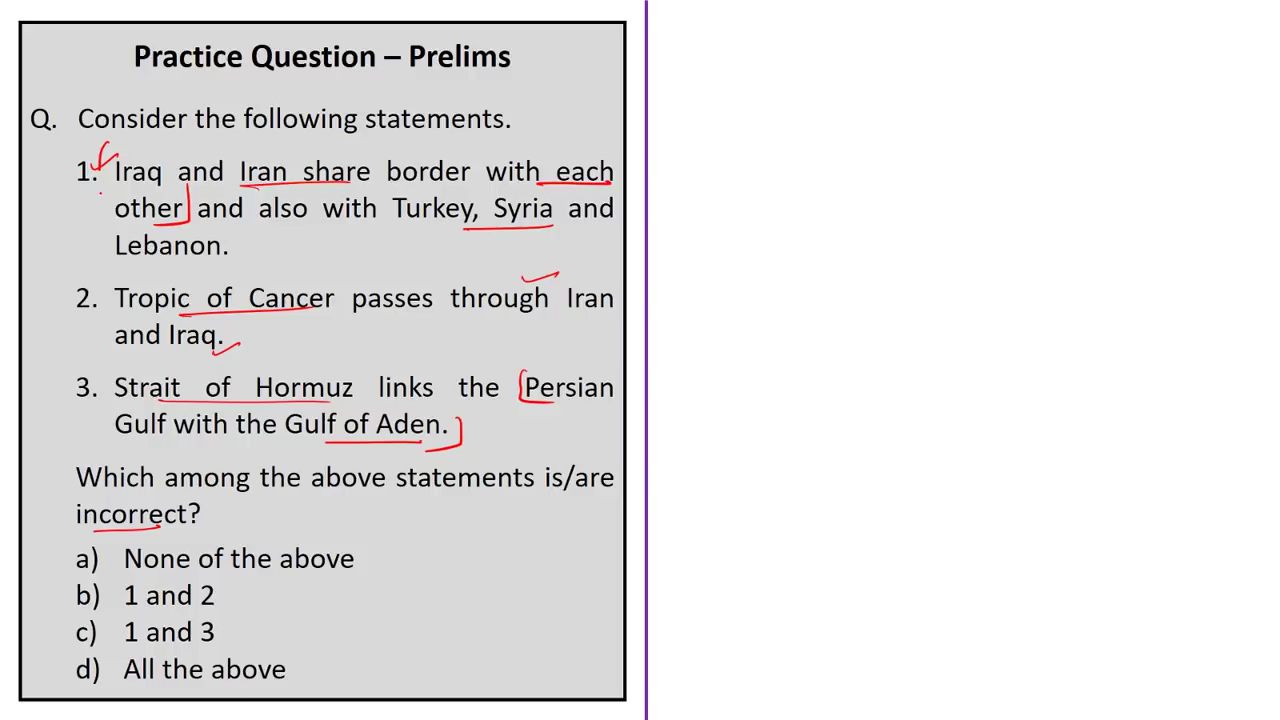 Practice Question – Prelims
Q. Consider the following statements.
1. Iraq and Iran share border with each
other and also with Turkey, Syria and
Lebanon.
2. Tropic of Cancer passes through Iran
and Iraq.
3. Strait of Hormuz links the Persian
Gulf with the Gulf of Aden.
Which among the above statements is/are
incorrect?
a) None of the above
b) 1 and 2
c) 1 and 3
d) All the above